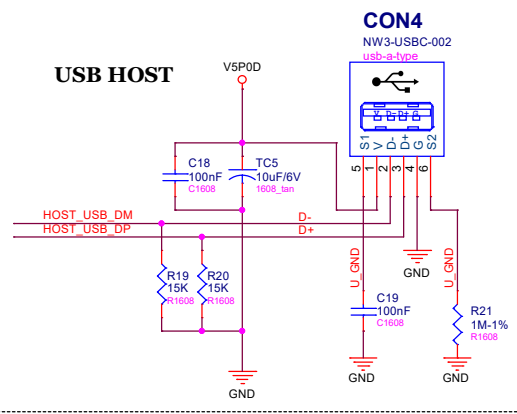 CON4
NW3-USBC-002
usb-a-type
USB HOST
V5P0D
V D- D+ G
S1 V D- D+ G S2
5 1 2 3 4 6
C18
100nF
C1608
TC5
10uF/6V
1608_tan
HOST_USB_DM
D-
HOST_USB_DP
D+
R19
15K
R1608
R20
15K
R1608
U_GND
GND
U_GND
C19
100nF
C1608
R21
1M-1%
R1608
GND
GND
GND